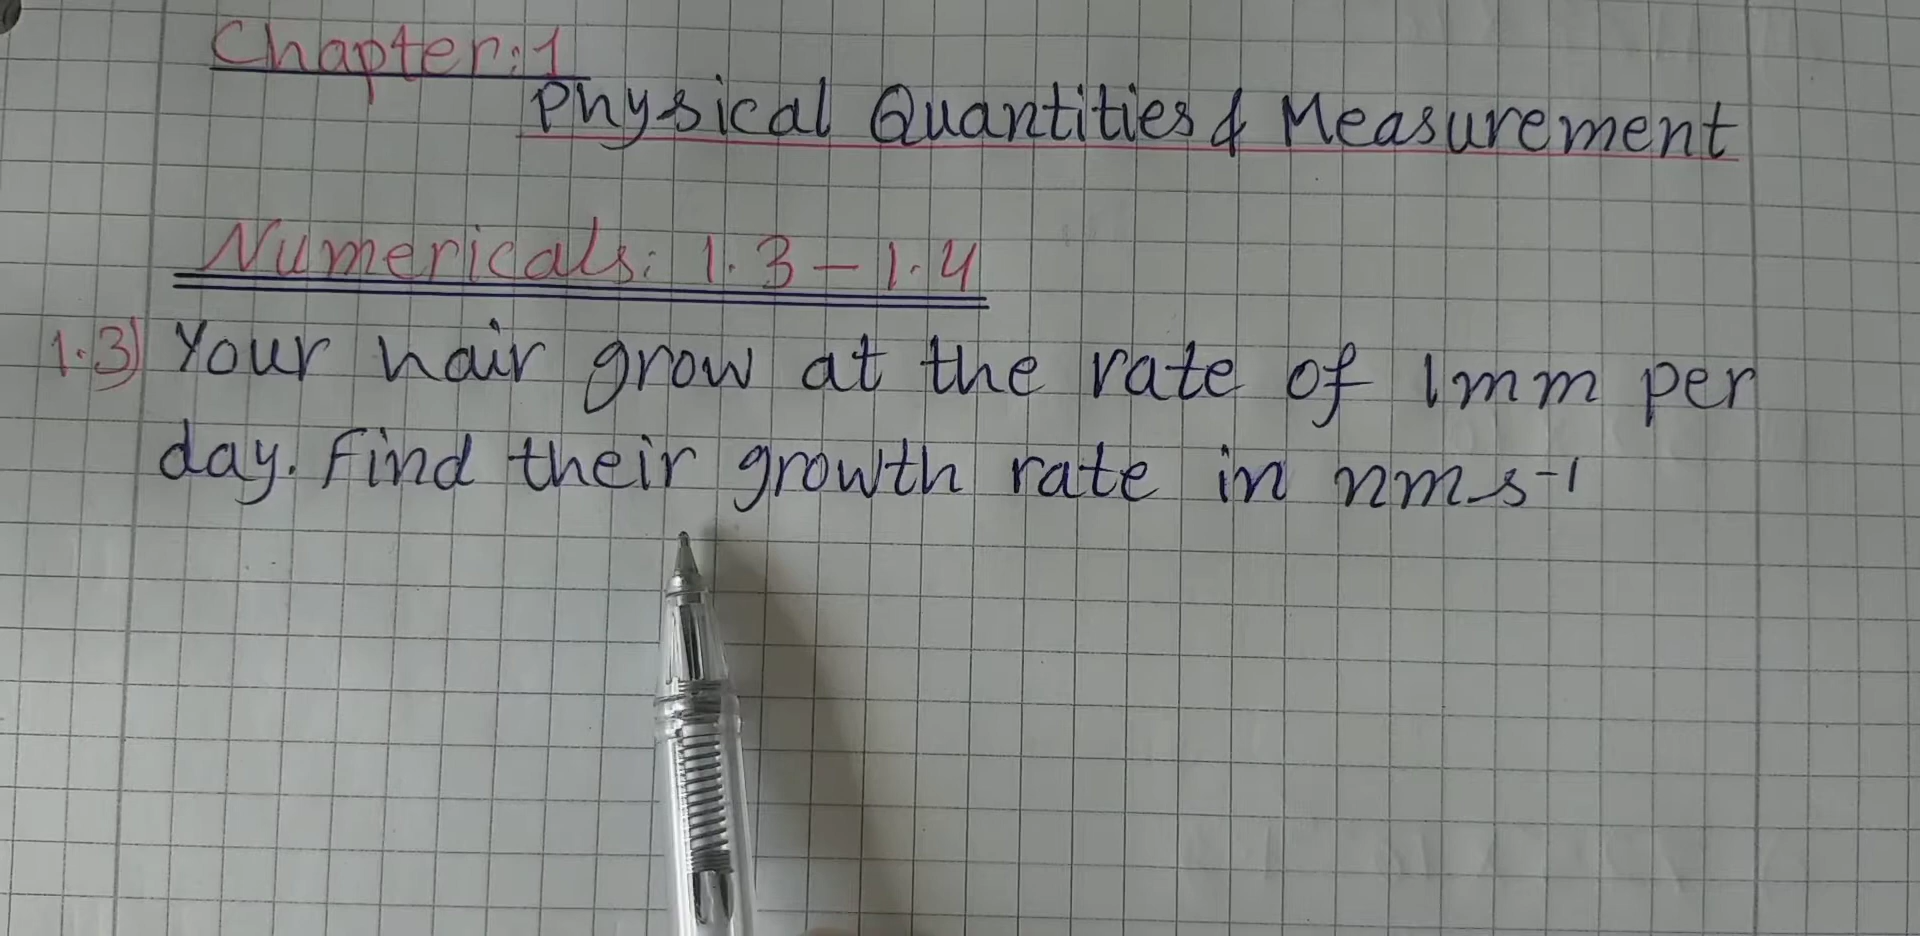 Chapter:1
Physical Quantities & Measurement
Numericals: 1.3 - 1.4
1.3) Your hair grow at the rate of 1mm per
day. Find their growth rate in nms⁻¹